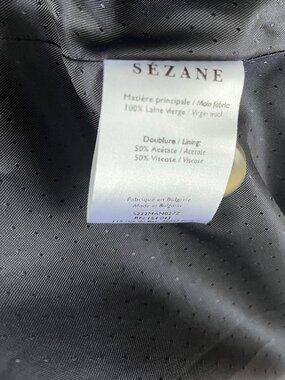 SÉZANE
Matière principale / Main fabric
100% Laine vierge / Virgin wool
Doublure / Lining
50% Acétate / Acetate
50% Viscose / Viscose
Fabriqué en Bulgarie
Made in Bulgaria